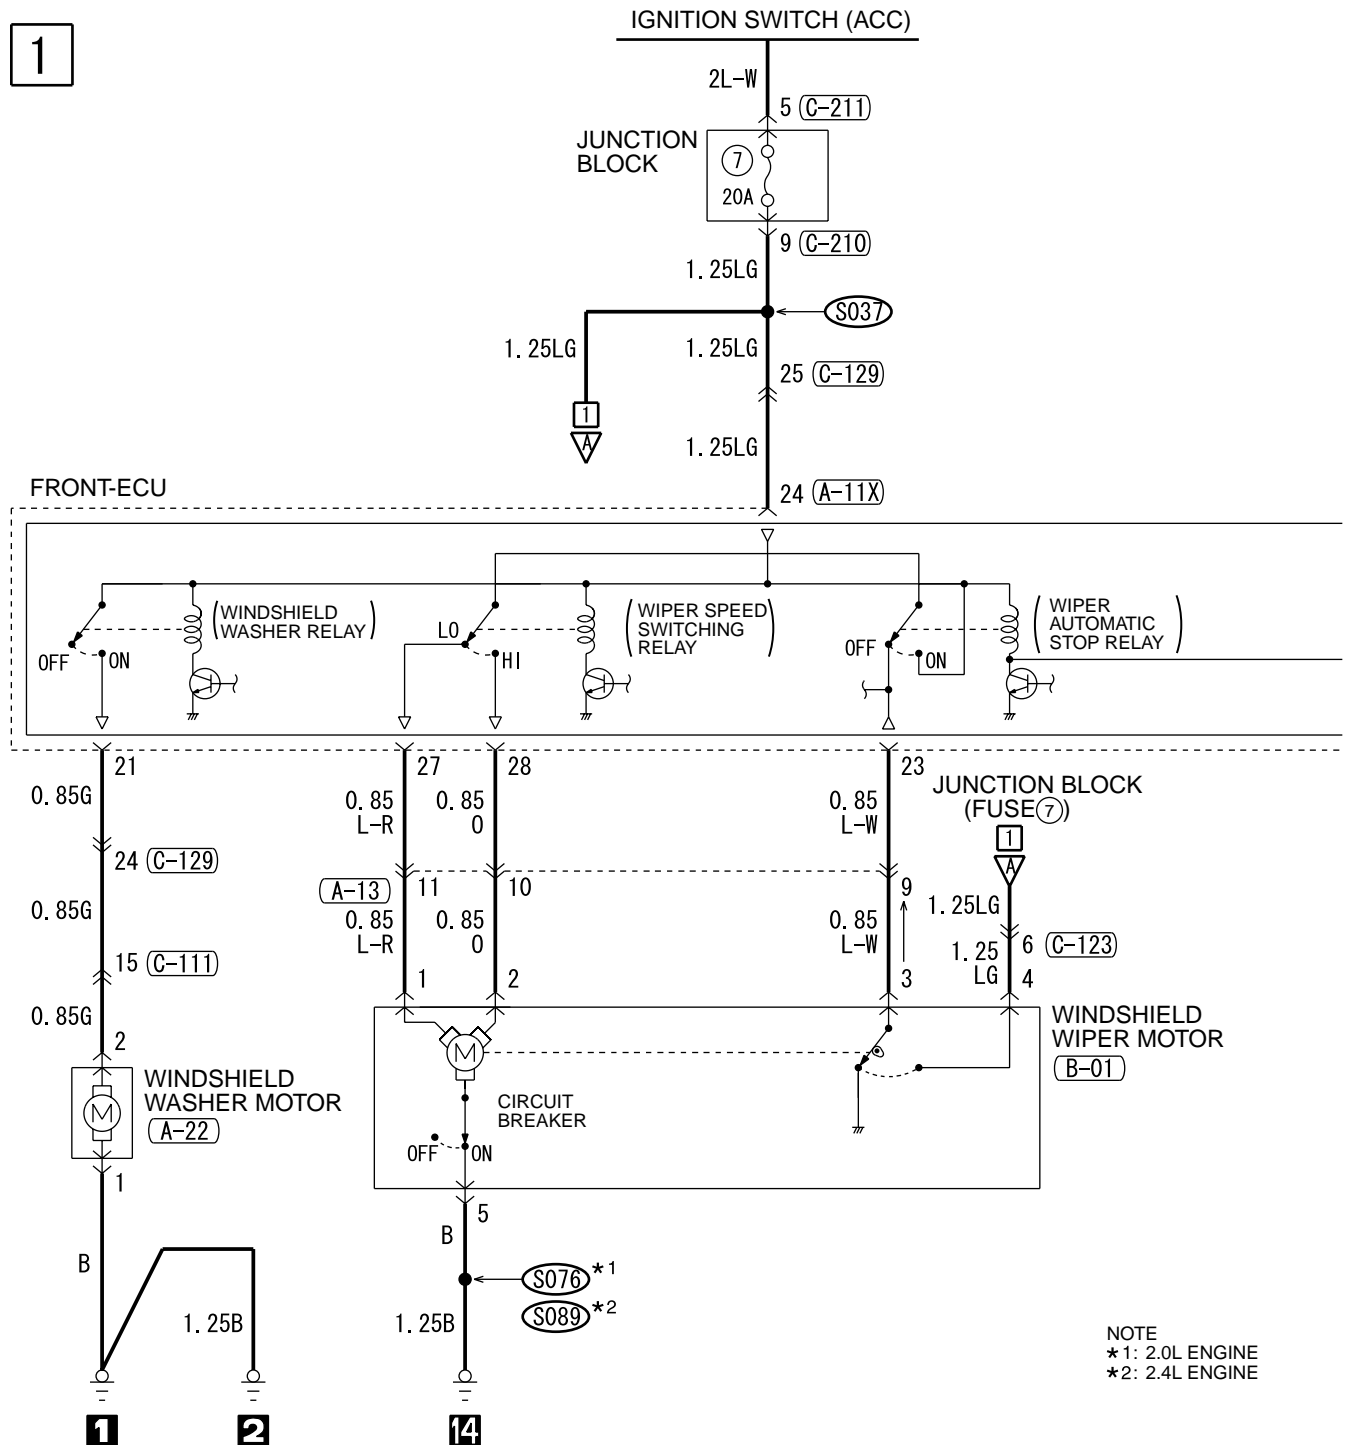 1
IGNITION SWITCH (ACC)
2L-W
5 C-211
JUNCTION
BLOCK
7
20A
9 C-210
1.25LG
S037
1.25LG
1.25LG
25 C-129
1
A
1.25LG
FRONT-ECU
24 A-11X
(WINDSHIELD
WASHER RELAY)
(WIPER SPEED
SWITCHING
RELAY)
(WIPER
AUTOMATIC
STOP RELAY)
OFF
ON
LO
HI
OFF
ON
21
27
28
23
JUNCTION BLOCK
(FUSE 7)
1
A
0.85G
0.85
L-R
0.85
O
0.85
L-W
24 C-129
A-13
11
10
9
1.25LG
0.85G
0.85
L-R
0.85
O
0.85
L-W
6 C-123
1.25
LG
15 C-111
1
2
3
4
0.85G
2
WINDSHIELD
WIPER MOTOR
B-01
M
WINDSHIELD
WASHER MOTOR
A-22
M
CIRCUIT
BREAKER
OFF
ON
1
5
B
B
S076 *1
S089 *2
1.25B
1.25B
NOTE
*1: 2.0L ENGINE
*2: 2.4L ENGINE
1
2
14